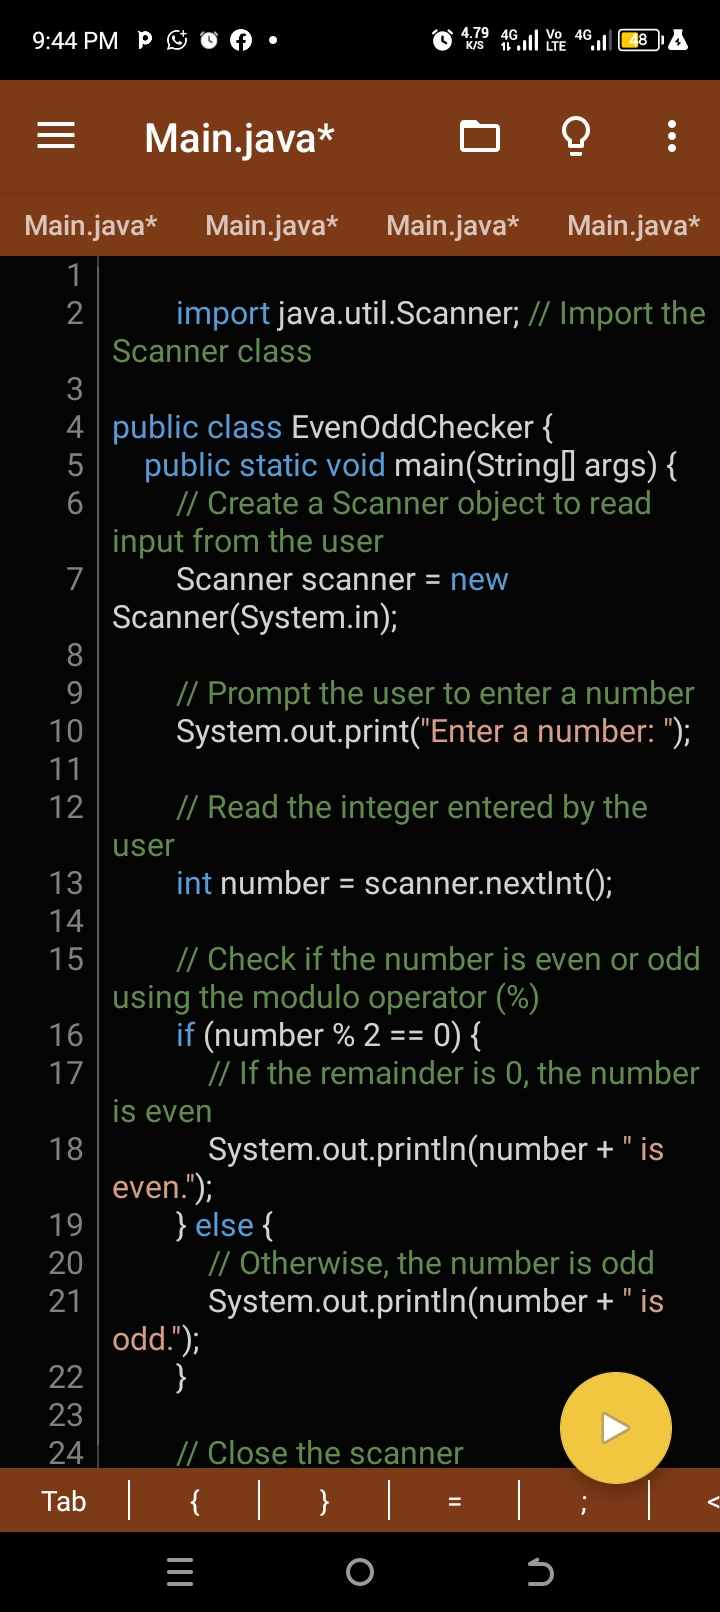 9:44 PM
4.79 K/S 4G Vo LTE 4G 48
Main.java*
Main.java* Main.java* Main.java* Main.java*
1
2 import java.util.Scanner; // Import the
Scanner class
3
4 public class EvenOddChecker {
5 public static void main(String[] args) {
6 // Create a Scanner object to read
input from the user
7 Scanner scanner = new
Scanner(System.in);
8
9 // Prompt the user to enter a number
10 System.out.print("Enter a number: ");
11
12 // Read the integer entered by the
user
13 int number = scanner.nextInt();
14
15 // Check if the number is even or odd
using the modulo operator (%)
16 if (number % 2 == 0) {
17 // If the remainder is 0, the number
is even
18 System.out.println(number + " is
even.");
19 } else {
20 // Otherwise, the number is odd
21 System.out.println(number + " is
odd.");
22 }
23
24 // Close the scanner
Tab { } = ; <